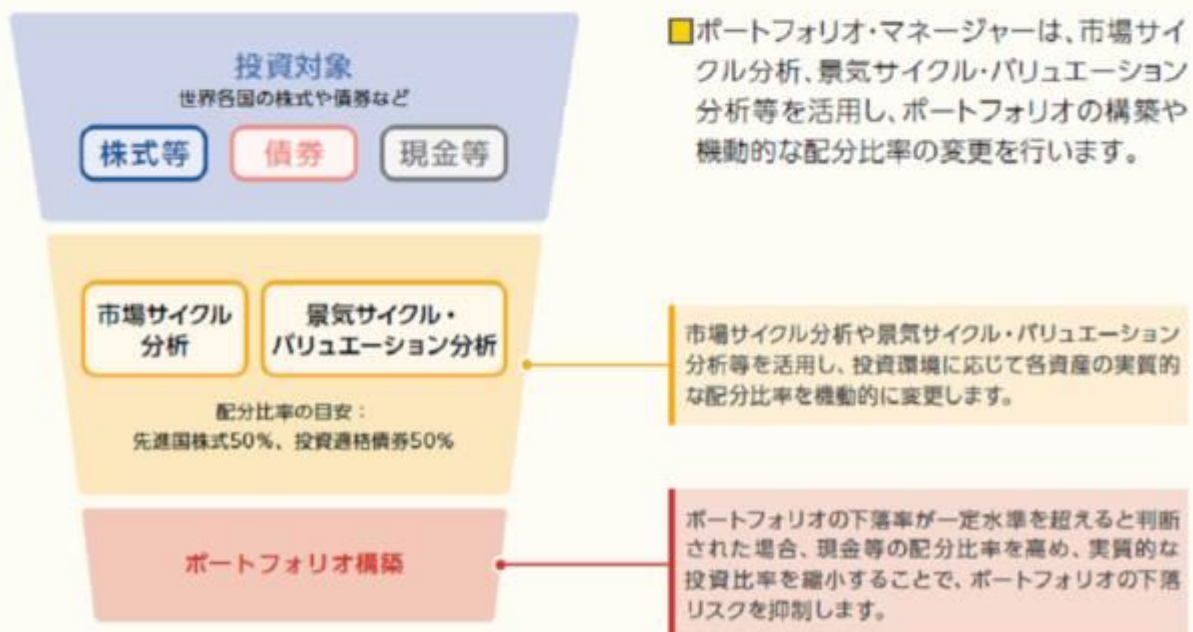 投資対象
世界各国の株式や債券など
株式等
債券
現金等
■ポートフォリオ・マネージャーは、市場サイ
クル分析、景気サイクル・バリュエーション
分析等を活用し、ポートフォリオの構築や
機動的な配分比率の変更を行います。
市場サイクル
分析
景気サイクル・
バリュエーション分析
配分比率の目安：
先進国株式50%、投資適格債券50%
市場サイクル分析や景気サイクル・バリュエーション
分析等を活用し、投資環境に応じて各資産の実質的
な配分比率を機動的に変更します。
ポートフォリオ構築
ポートフォリオの下落率が一定水準を超えると判断
された場合、現金等の配分比率を高め、実質的な
投資比率を縮小することで、ポートフォリオの下落
リスクを抑制します。